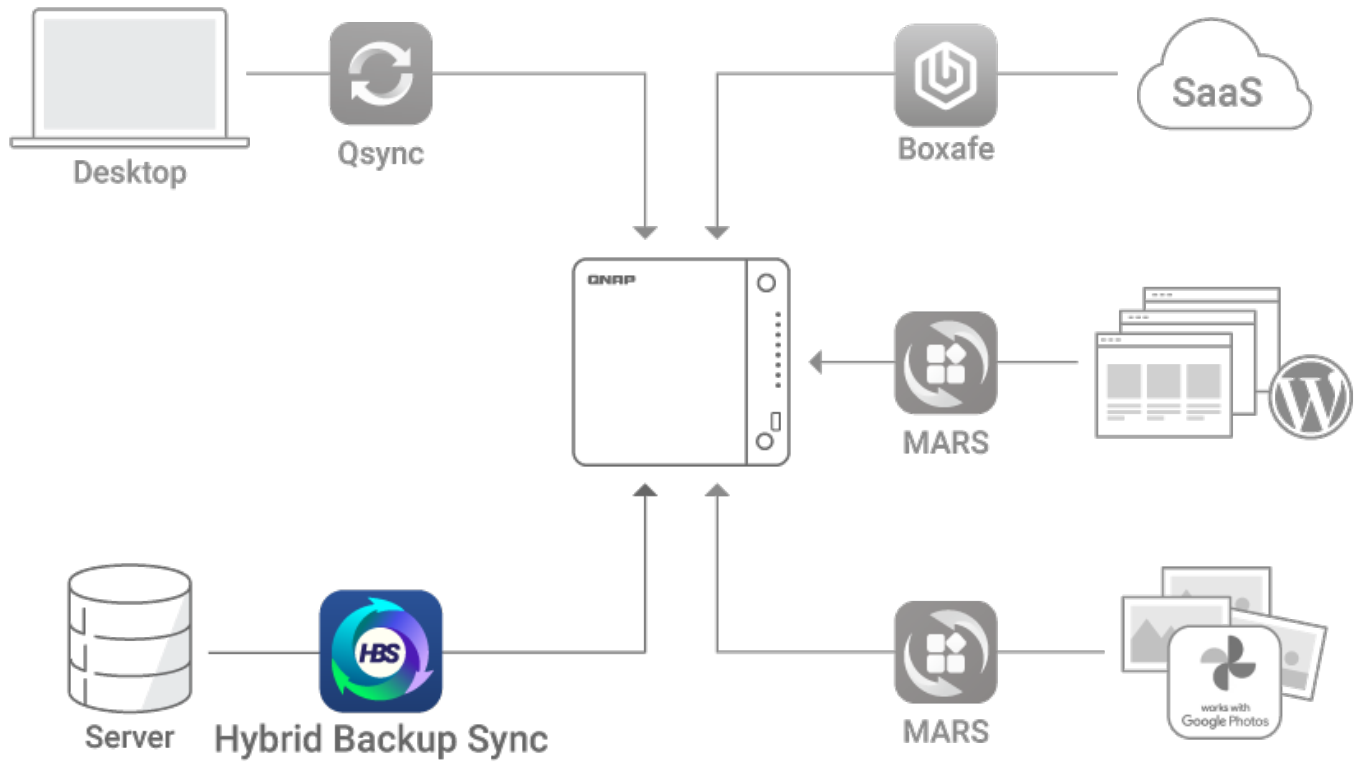 SaaS
Desktop
Qsync
Boxafe
QNAP
MARS
HBS
Server
Hybrid Backup Sync
MARS
works with
Google Photos